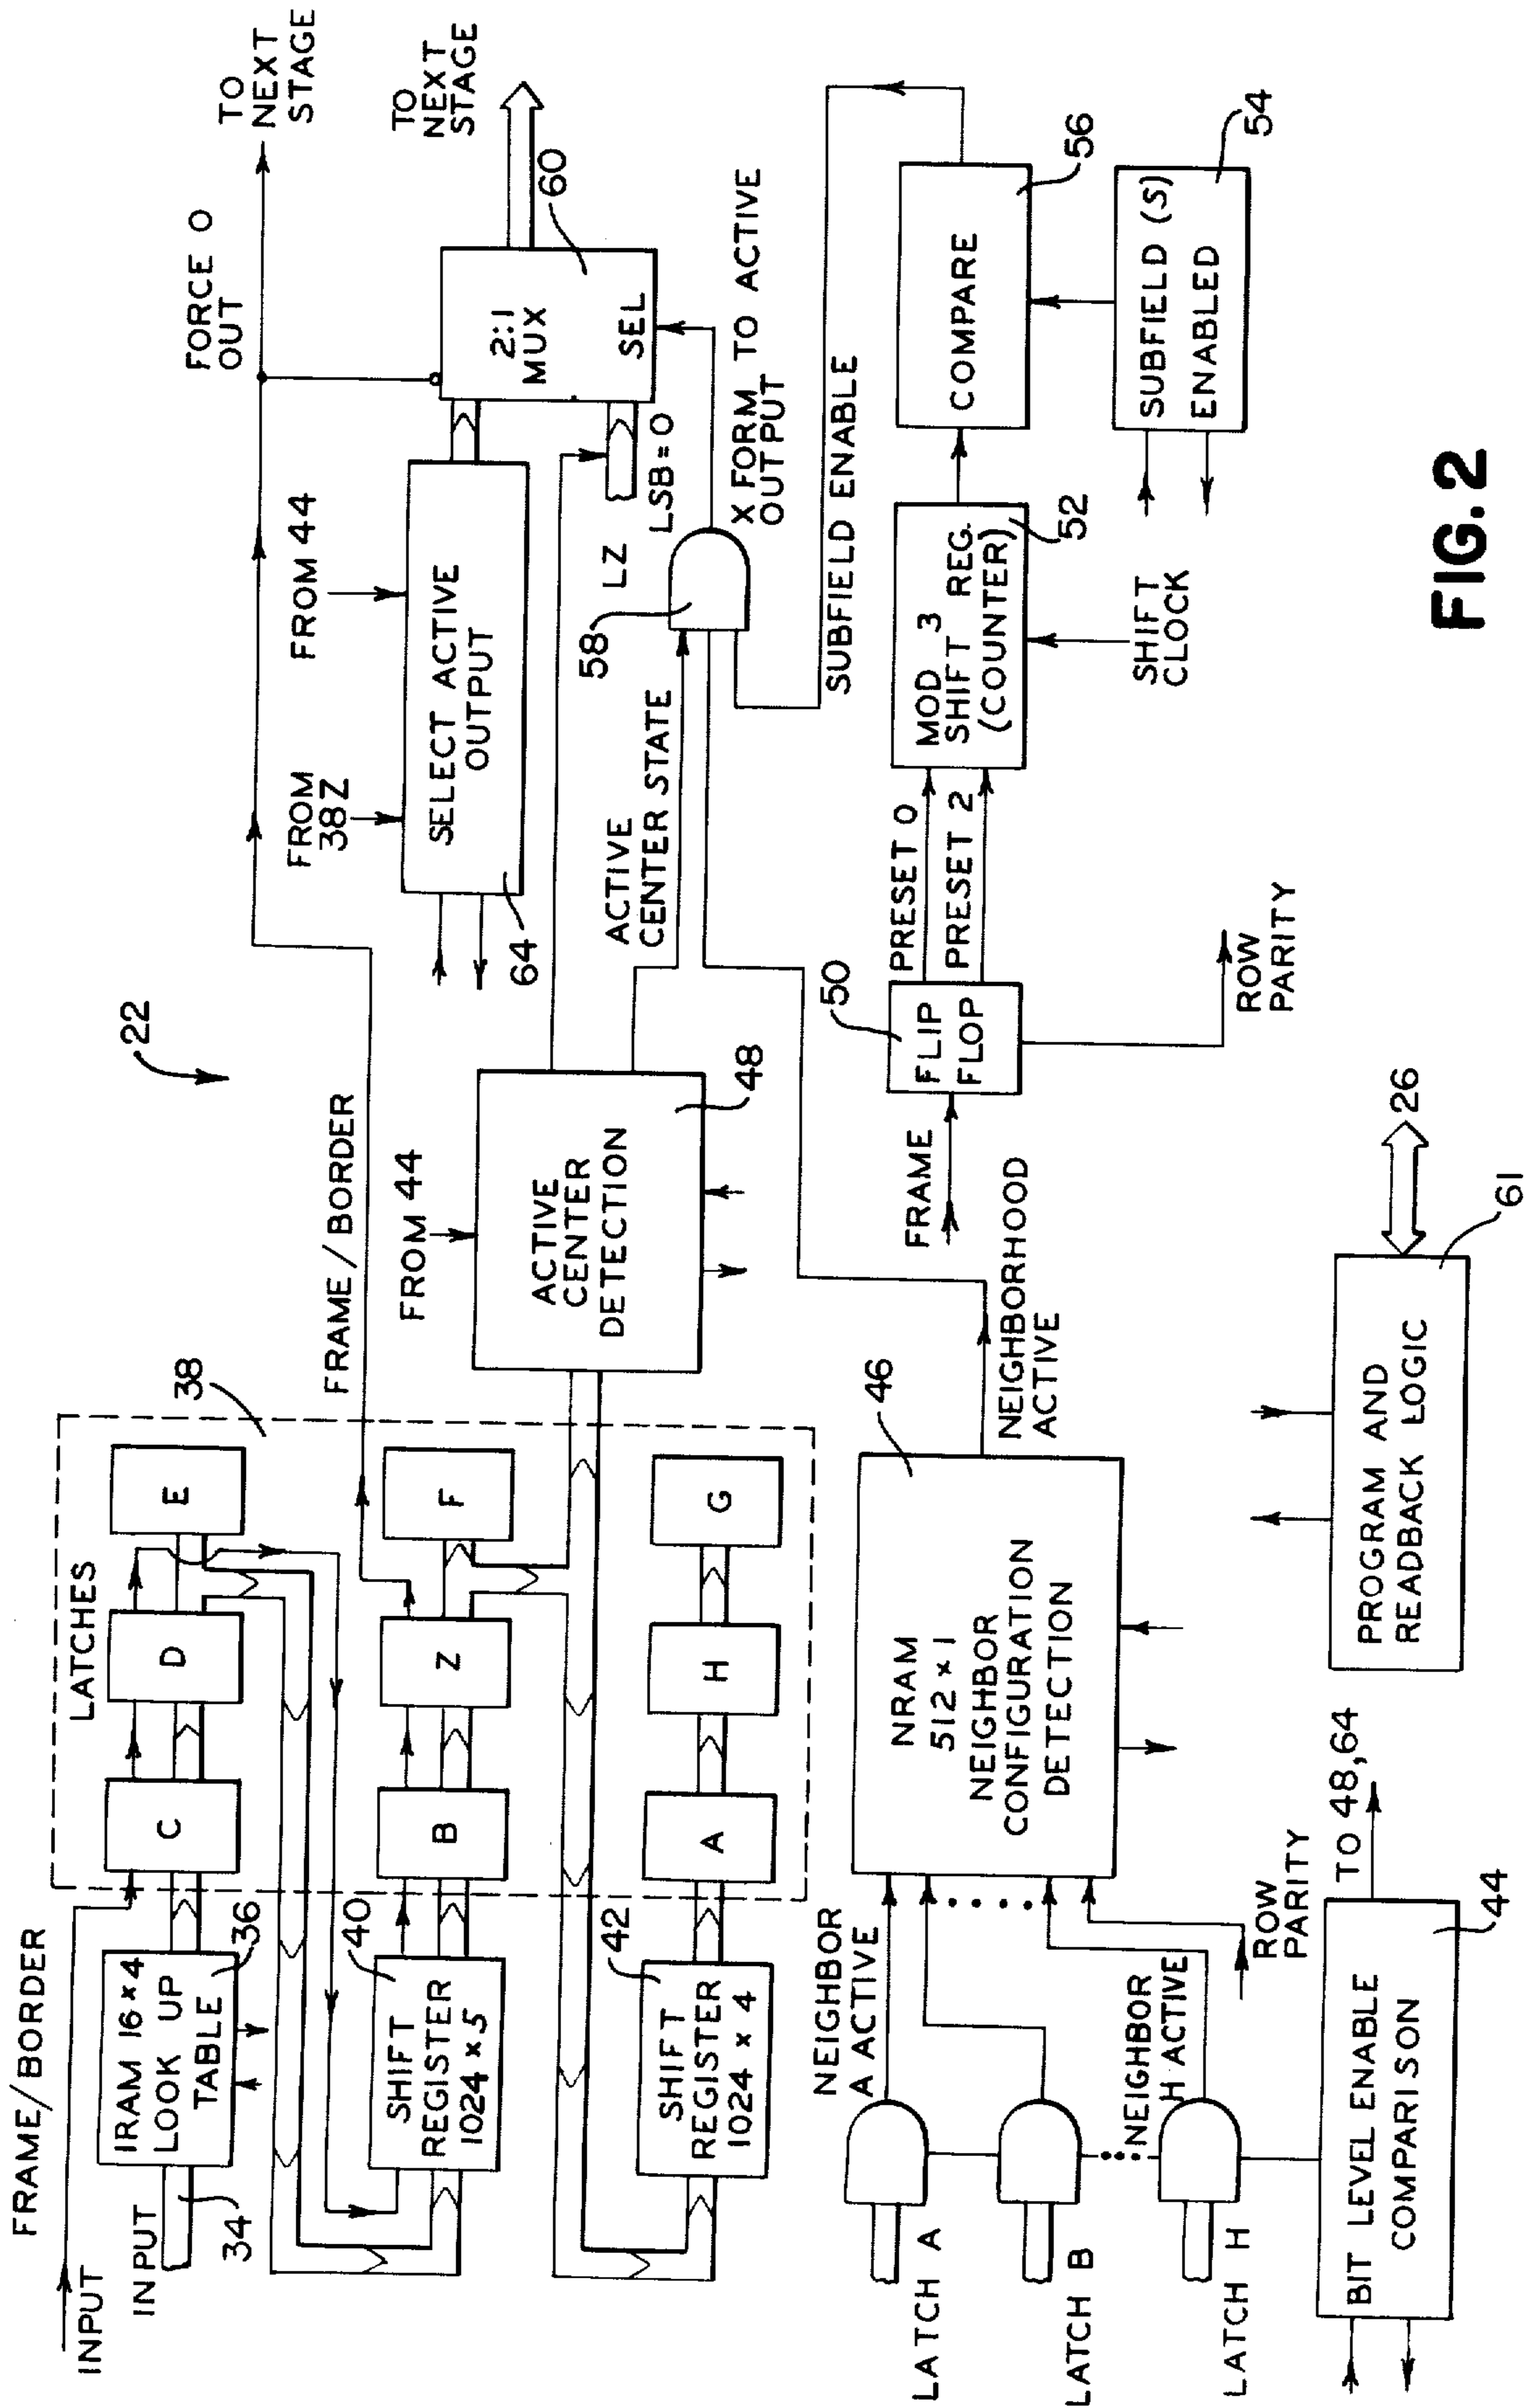 22
FRAME/BORDER
INPUT
INPUT
34
IRAM 16×4
LOOK UP
TABLE
36
LATCHES
38
C
D
E
SHIFT
REGISTER
1024 × 5
40
B
Z
F
SHIFT
REGISTER
1024 × 4
42
A
H
G
FRAME/BORDER
FROM 44
ACTIVE
CENTER
DETECTION
48
FROM
38Z
FROM 44
SELECT ACTIVE
OUTPUT
64
FORCE 0
OUT
TO
NEXT
STAGE
2:1
MUX
SEL
60
TO
NEXT
STAGE
LSB=0
LZ
58
ACTIVE
CENTER STATE
X FORM TO ACTIVE
OUTPUT
SUBFIELD ENABLE
LATCH A
LATCH B
LATCH H
NEIGHBOR
A ACTIVE
NEIGHBOR
H ACTIVE
ROW
PARITY
NRAM
512×1
NEIGHBOR
CONFIGURATION
DETECTION
46
NEIGHBORHOOD
ACTIVE
FRAME
FLIP
FLOP
50
PRESET 0
PRESET 2
ROW
PARITY
MOD 3
SHIFT REG.
(COUNTER)
52
SHIFT
CLOCK
COMPARE
56
SUBFIELD (S)
ENABLED
54
BIT LEVEL ENABLE
COMPARISON
44
TO 48,64
PROGRAM AND
READBACK LOGIC
61
26
FIG. 2